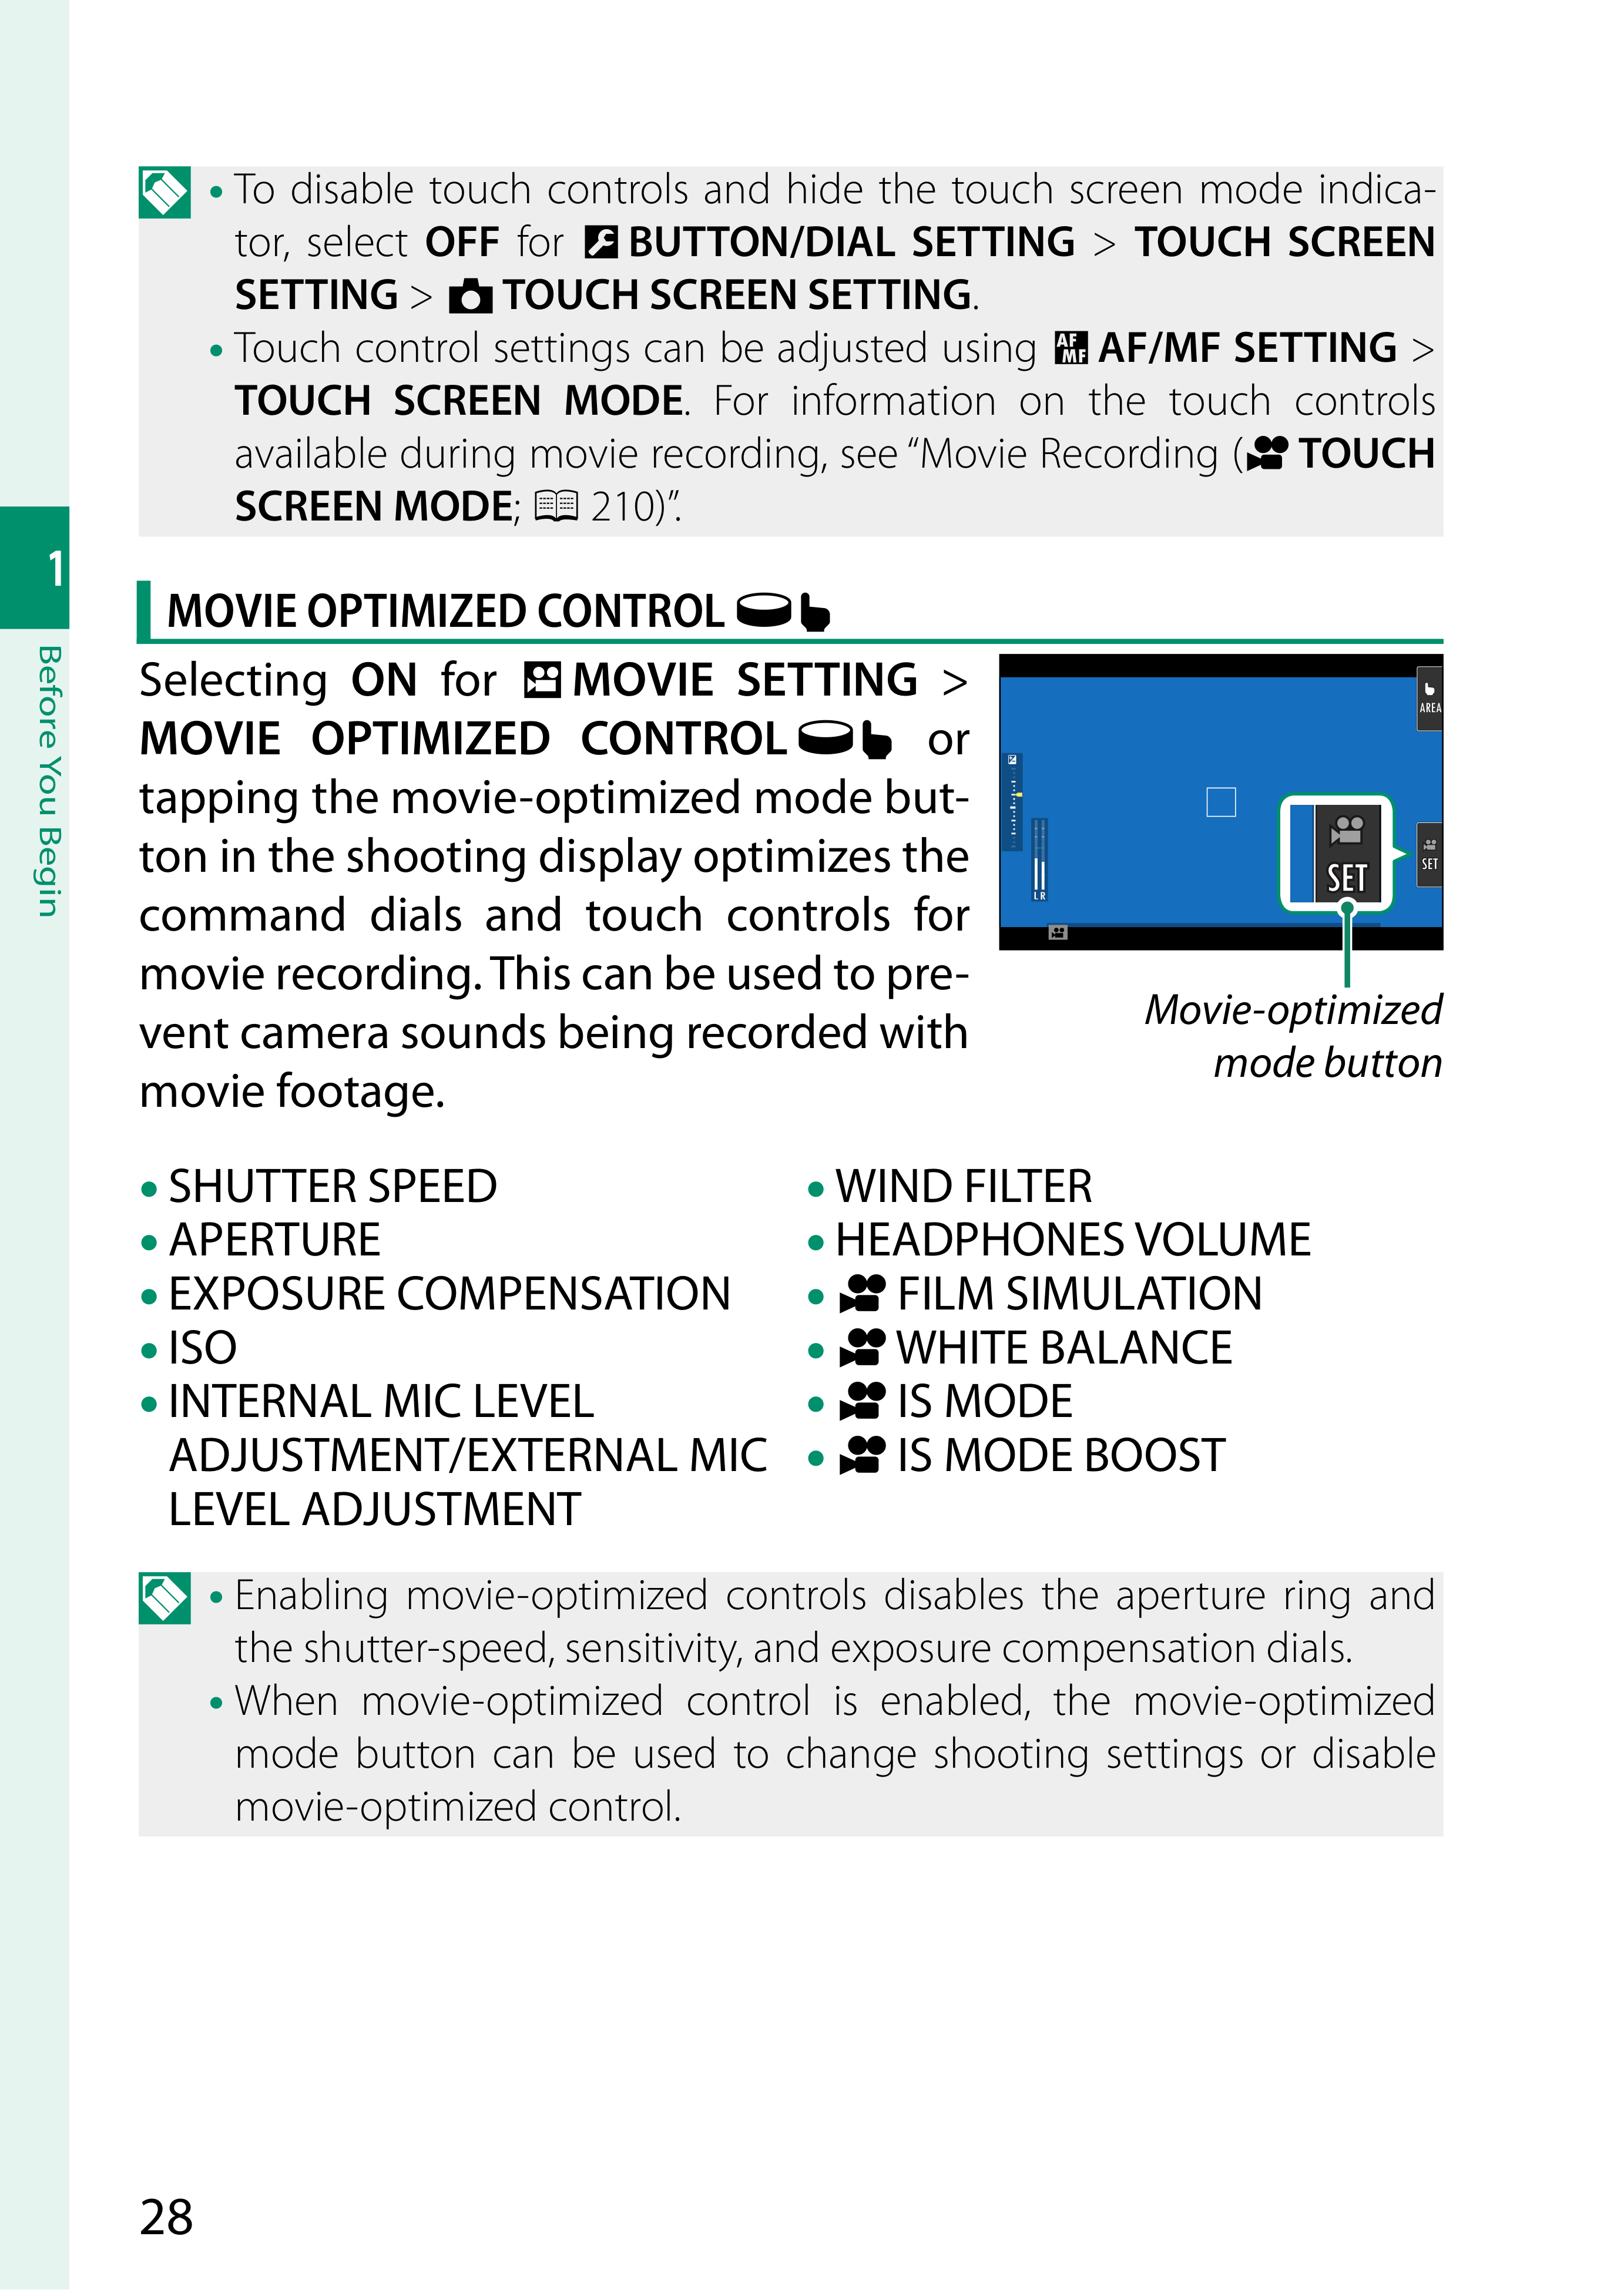 • To disable touch controls and hide the touch screen mode indica-
tor, select OFF for BUTTON/DIAL SETTING > TOUCH SCREEN
SETTING > TOUCH SCREEN SETTING.
• Touch control settings can be adjusted using AF/MF AF/MF SETTING >
TOUCH SCREEN MODE. For information on the touch controls
available during movie recording, see “Movie Recording ( TOUCH
SCREEN MODE; 210)”.
1
Before You Begin
MOVIE OPTIMIZED CONTROL
Selecting ON for MOVIE SETTING >
MOVIE OPTIMIZED CONTROL or
tapping the movie-optimized mode but-
ton in the shooting display optimizes the
command dials and touch controls for
movie recording. This can be used to pre-
vent camera sounds being recorded with
movie footage.
AREA
SET
SET
L R
Movie-optimized
mode button
• SHUTTER SPEED
• APERTURE
• EXPOSURE COMPENSATION
• ISO
• INTERNAL MIC LEVEL
ADJUSTMENT/EXTERNAL MIC
LEVEL ADJUSTMENT
• WIND FILTER
• HEADPHONES VOLUME
• FILM SIMULATION
• WHITE BALANCE
• IS MODE
• IS MODE BOOST
• Enabling movie-optimized controls disables the aperture ring and
the shutter-speed, sensitivity, and exposure compensation dials.
• When movie-optimized control is enabled, the movie-optimized
mode button can be used to change shooting settings or disable
movie-optimized control.
28